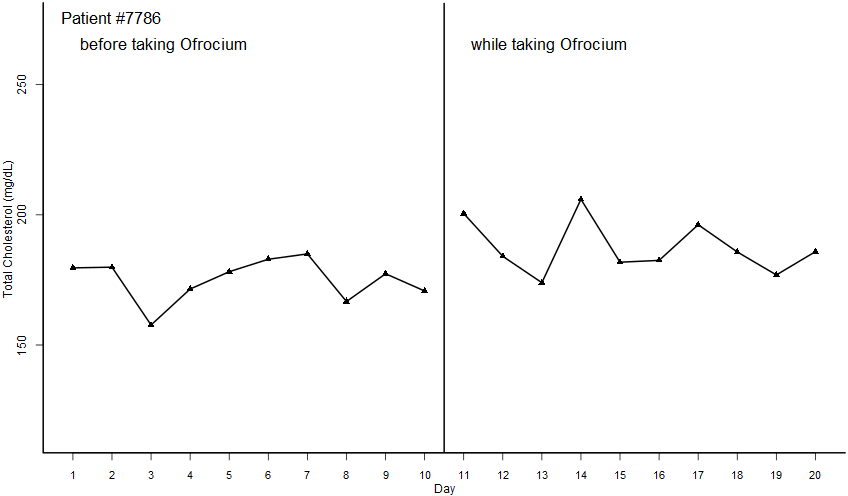 Patient #7786
before taking Ofrocium
while taking Ofrocium
Total Cholesterol (mg/dL)
250
200
150
1 2 3 4 5 6 7 8 9 10 11 12 13 14 15 16 17 18 19 20
Day